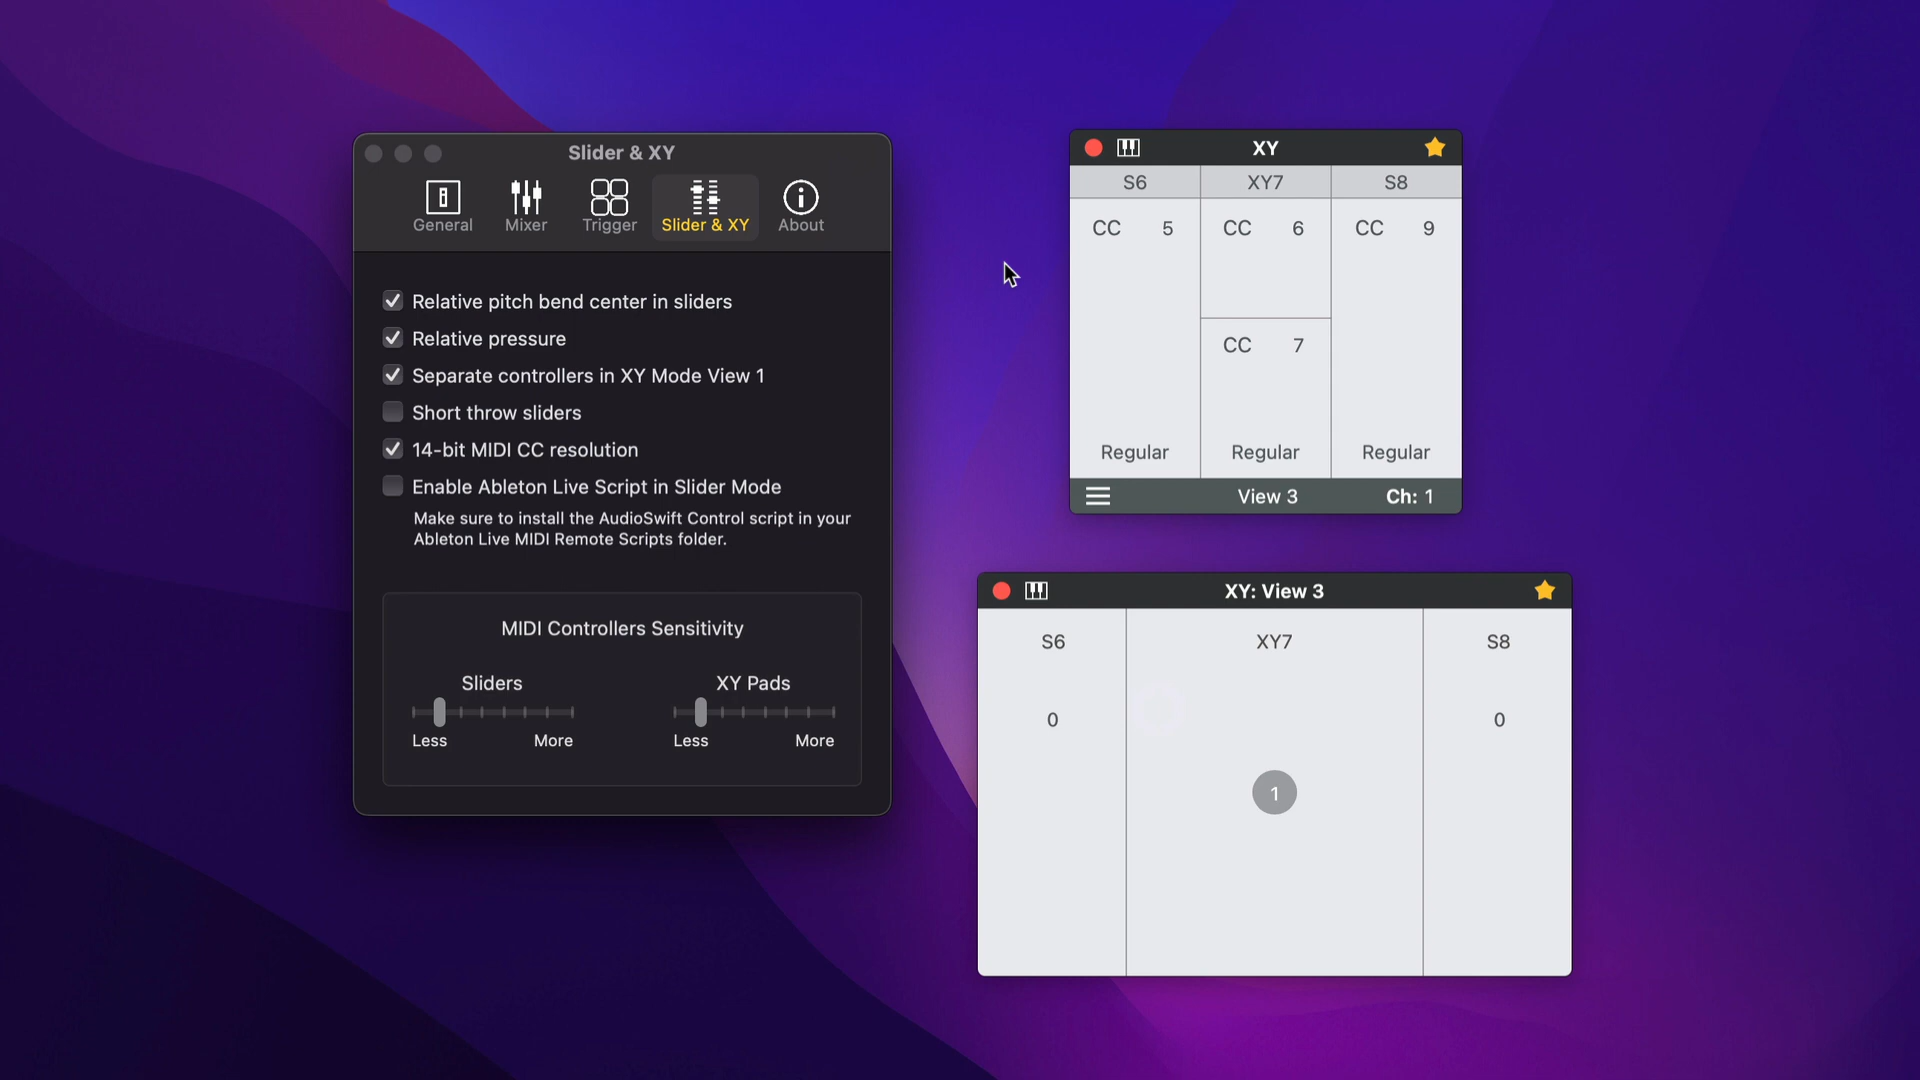 Slider & XY
General
Mixer
Trigger
Slider & XY
About
Relative pitch bend center in sliders
Relative pressure
Separate controllers in XY Mode View 1
Short throw sliders
14-bit MIDI CC resolution
Enable Ableton Live Script in Slider Mode
Make sure to install the AudioSwift Control script in your
Ableton Live MIDI Remote Scripts folder.
MIDI Controllers Sensitivity
Sliders
Less More
XY Pads
Less More
XY
S6 XY7 S8
CC 5 CC 6 CC 9
CC 7
Regular Regular Regular
View 3 Ch: 1
XY: View 3
S6 XY7 S8
0 0
1